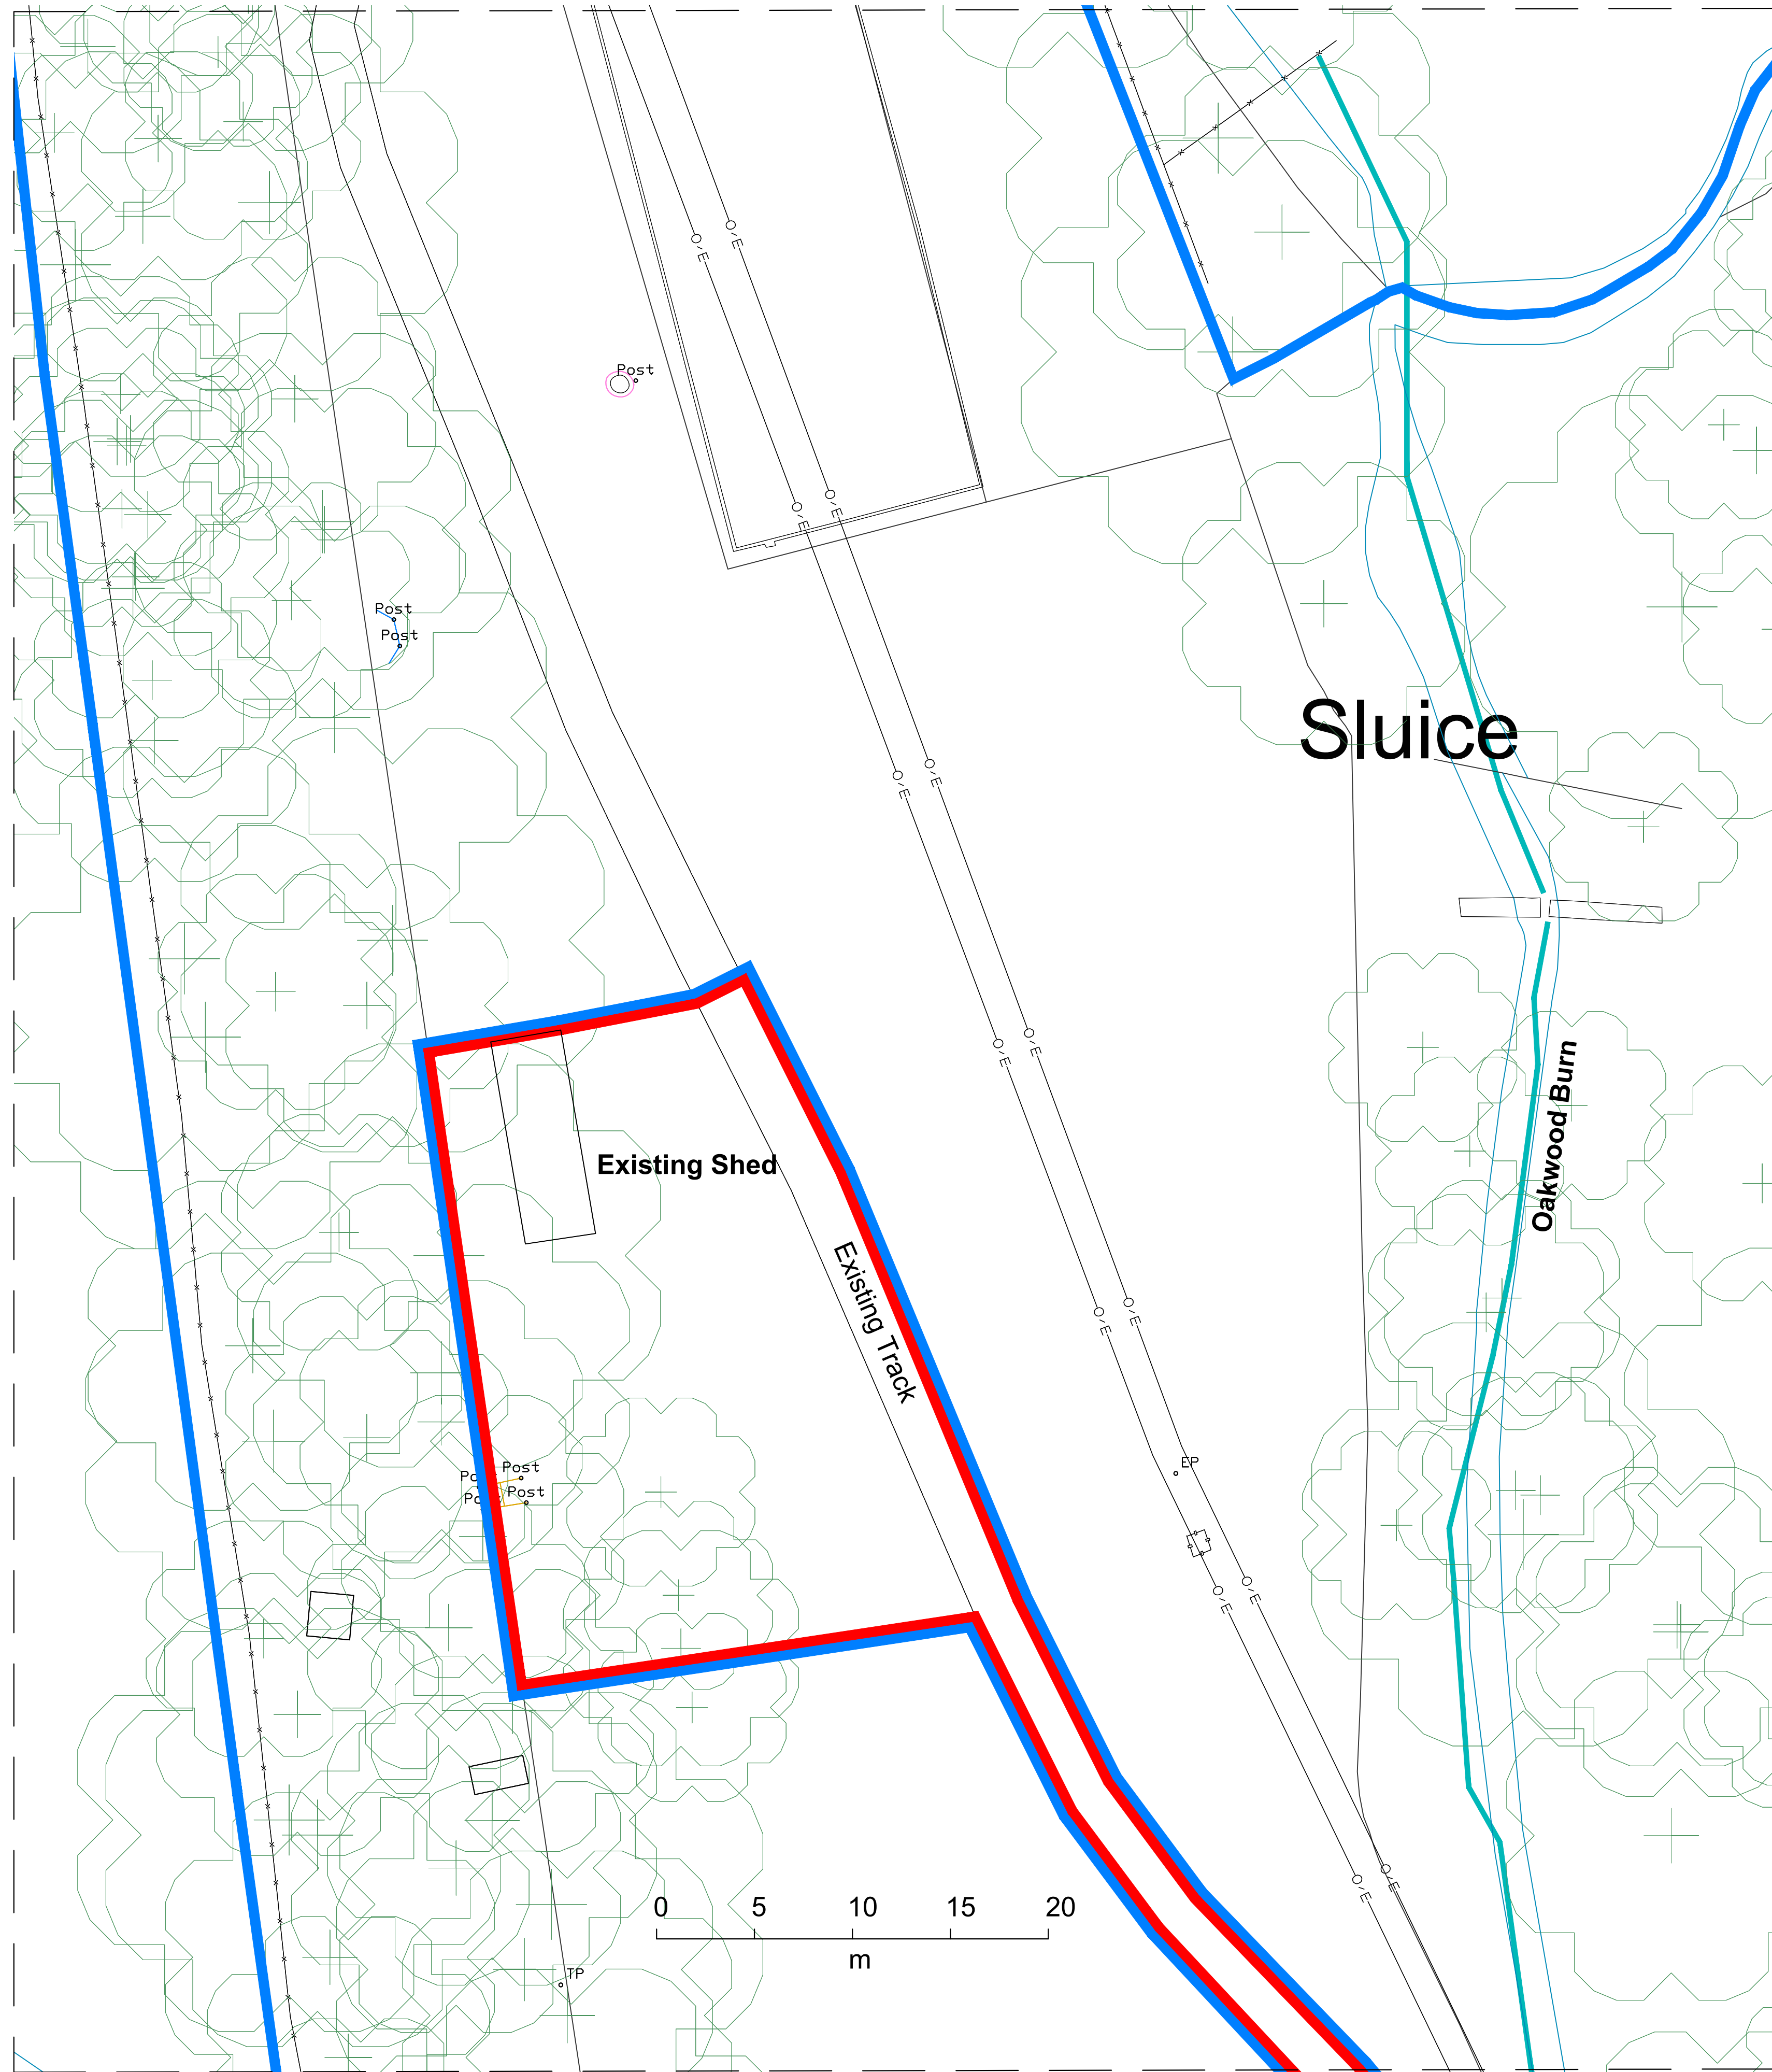 Post
Post
Post
Sluice
Oakwood Burn
Existing Shed
Existing Track
EP
Post
Post
0 5 10 15 20
m
TP
O/E
O/E
O/E
O/E
O/E
O/E
O/E
O/E
O/E
O/E
O/E
O/E
O/E
O/E